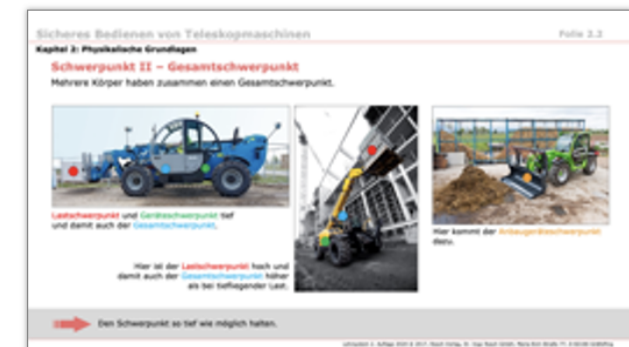 Sicheres Bedienen von Teleskopmaschinen
Folie 2.2
Kapitel 2: Physikalische Grundlagen
Schwerpunkt II – Gesamtschwerpunkt
Mehrere Körper haben zusammen einen Gesamtschwerpunkt.
Lastschwerpunkt und Geräteschwerpunkt tief
und damit auch der Gesamtschwerpunkt.
Hier kommt der Anbaugeräteschwerpunkt
dazu.
Hier ist der Lastschwerpunkt hoch und
damit auch der Gesamtschwerpunkt höher
als bei tiefliegender Last.
Den Schwerpunkt so tief wie möglich halten.